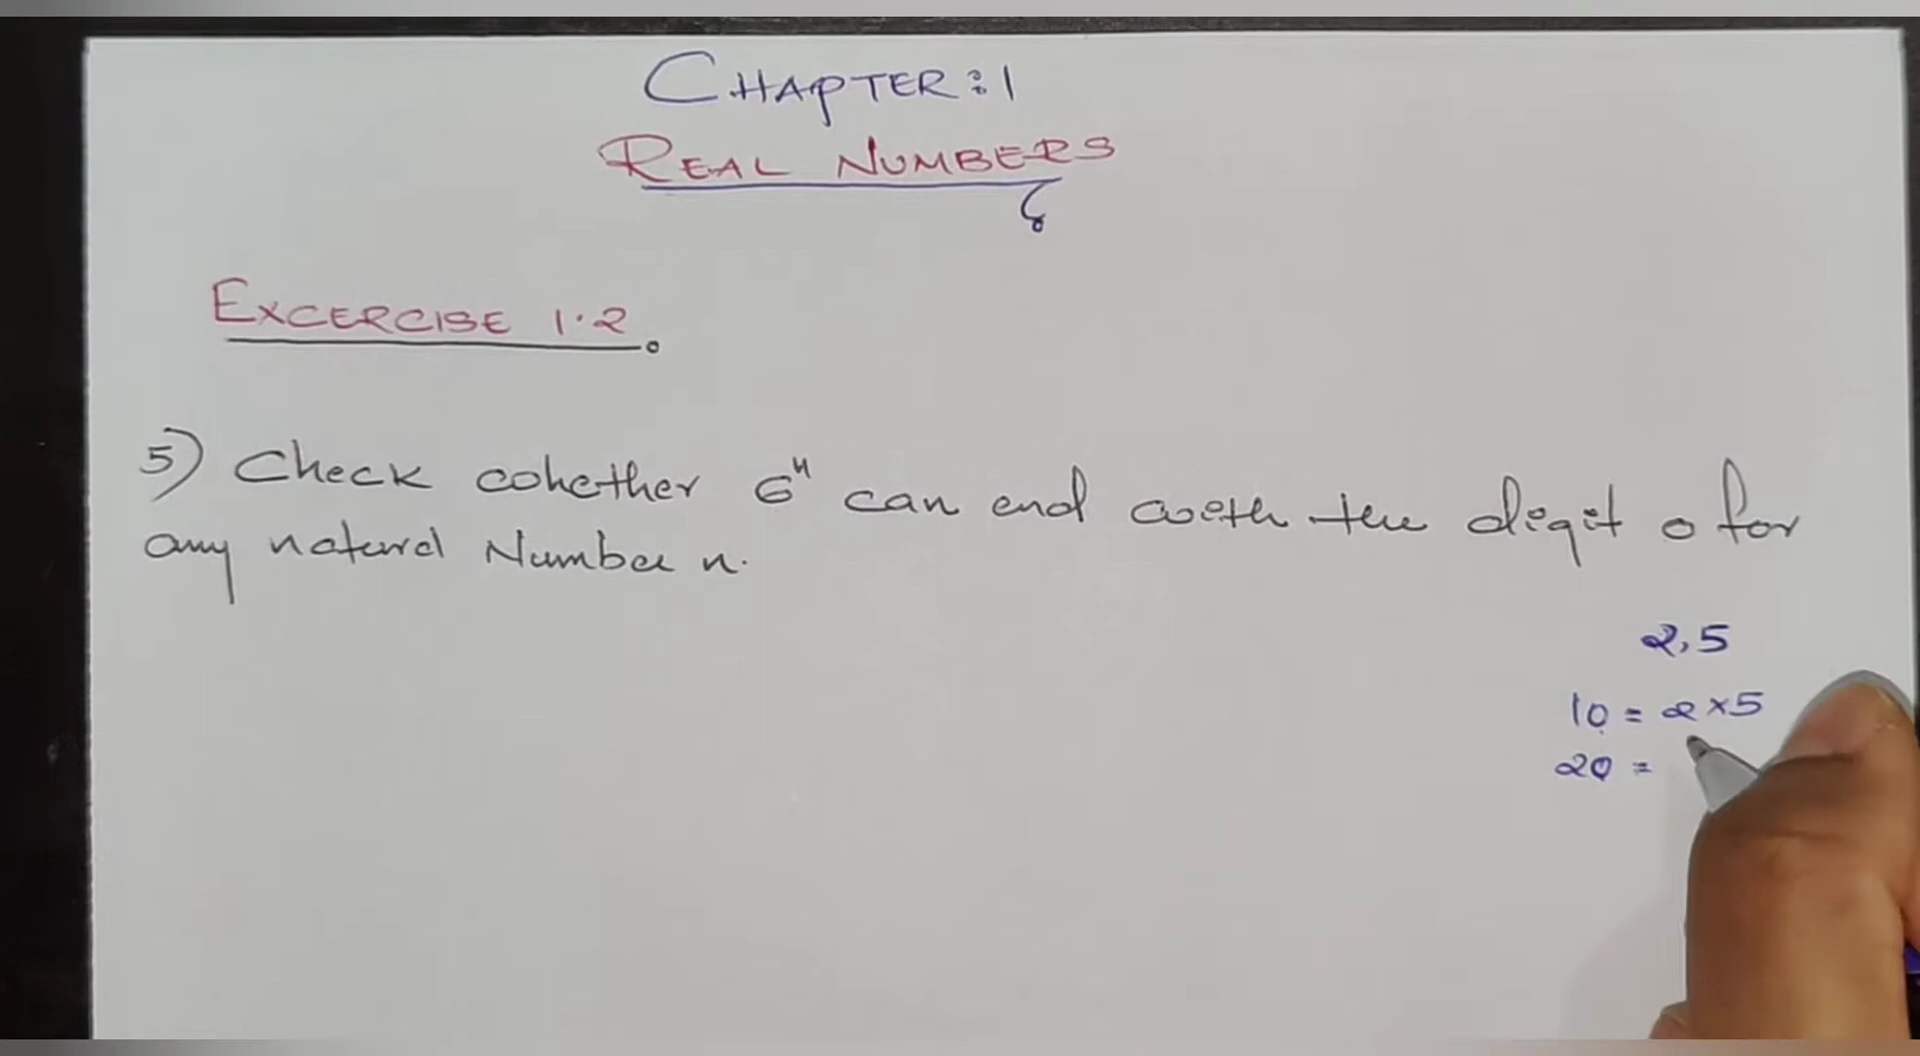 CHAPTER:1
REAL NUMBERS
EXCERCISE 1.2
5) Check whether 6ⁿ can end with the digit 0 for
any natural Number n.
2,5
10 = 2×5
20 =